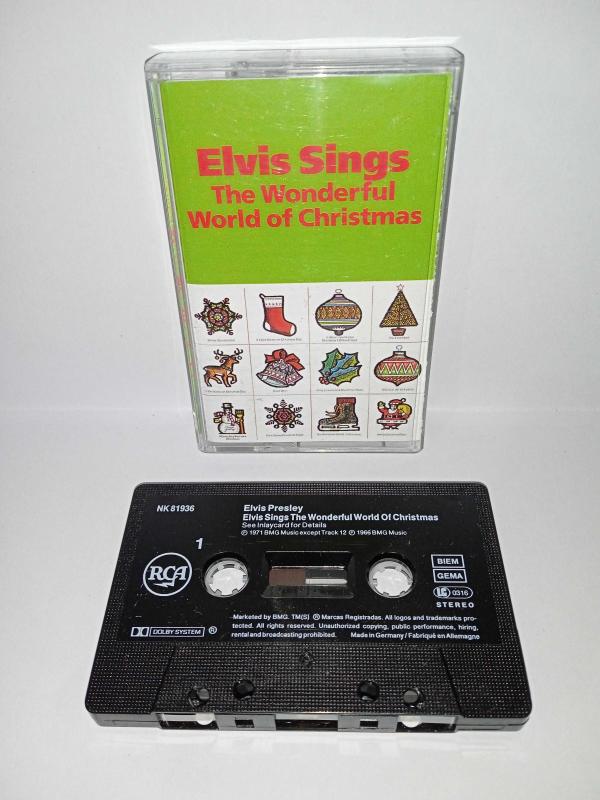 Elvis Sings
The Wonderful
World of Christmas
NK 81936
Elvis Presley
Elvis Sings The Wonderful World Of Christmas
See Inlaycard for Details
℗ 1971 BMG Music except Track 12 ℗ 1966 BMG Music
1
RCA
BIEM
GEMA
LC 0316
STEREO
DOLBY SYSTEM ®
Marketed by BMG. TM(S) ® Marcas Registradas. All logos and trademarks pro-
tected. All rights reserved. Unauthorized copying, public performance, hiring,
rental and broadcasting prohibited.
Made in Germany / Fabriqué en Allemagne